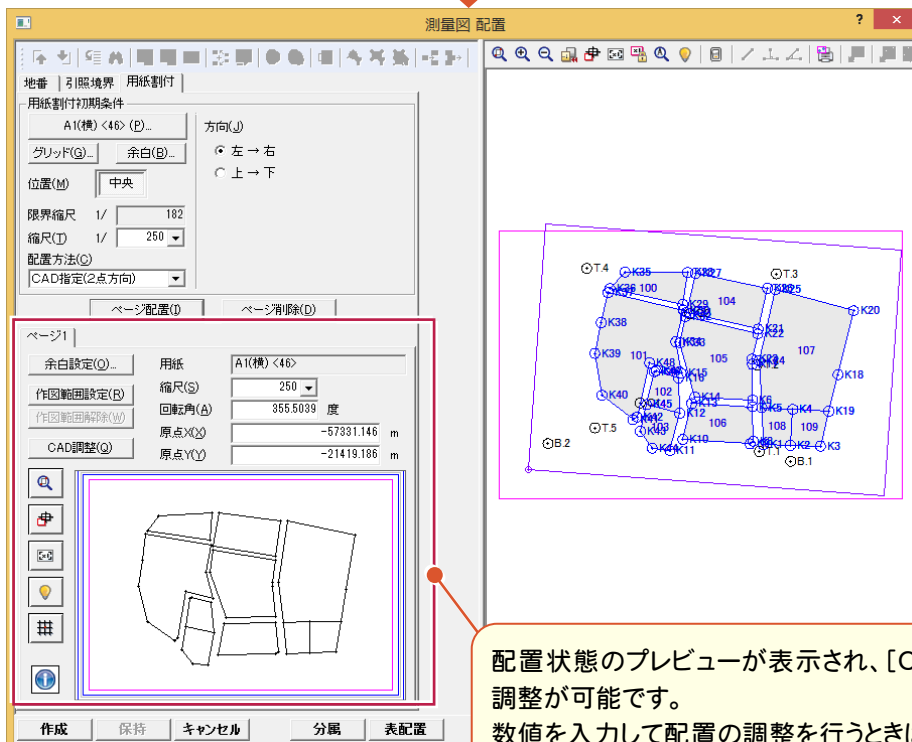 測量図 配置
? ×
地番 引照境界 用紙割付
用紙割付初期条件
A1(横) <46> (P)...
方向(J)
グリッド(G)... 余白(B)...
左→右
上→下
位置(M) 中央
限界縮尺 1/ 182
縮尺(T) 1/ 250
配置方法(C)
CAD指定(2点方向)
ページ配置(I) ページ削除(D)
ページ1
余白設定(O)... 用紙 A1(横) <46>
作図範囲設定(R) 縮尺(S) 250
作図範囲解除(W) 回転角(A) 355.5039 度
CAD調整(Q) 原点X(X) -57331.146 m
原点Y(Y) -21419.186 m
作成 保持 キャンセル 分属 表配置
T.4 K35 K27 T.3
100 104 K25 K20
K29
K38 K21
K22
K39 101 K48 105 107
K15 K18
K16
K40 102 K45 K14 K6
K13 K5 K4 K19
K42 K12
T.5 K43 103 106 108 109
B.2 K10 K2 K3
K11 T.1 B.1
配置状態のプレビューが表示され、[C
調整が可能です。
数値を入力して配置の調整を行うときは